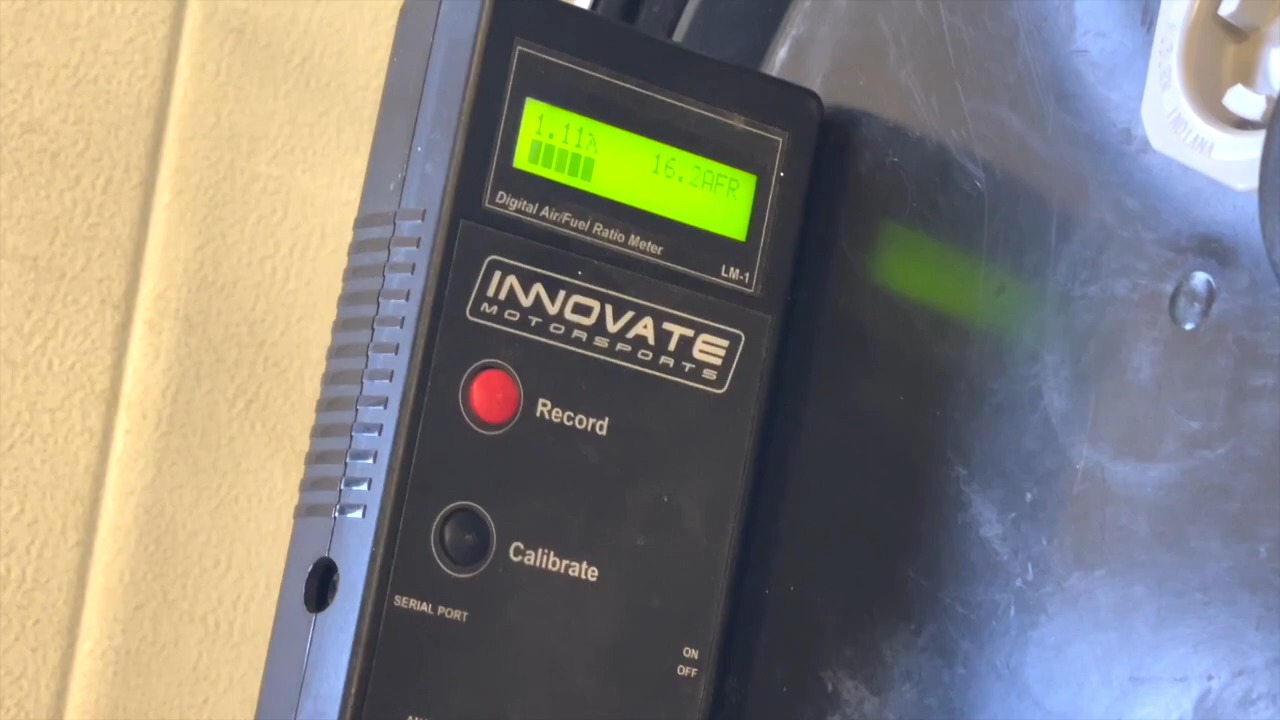 1.11λ
16.2AFR
Digital Air/Fuel Ratio Meter
LM-1
INNOVATE
MOTORSPORTS
Record
Calibrate
SERIAL PORT
ON
OFF
INDIANA